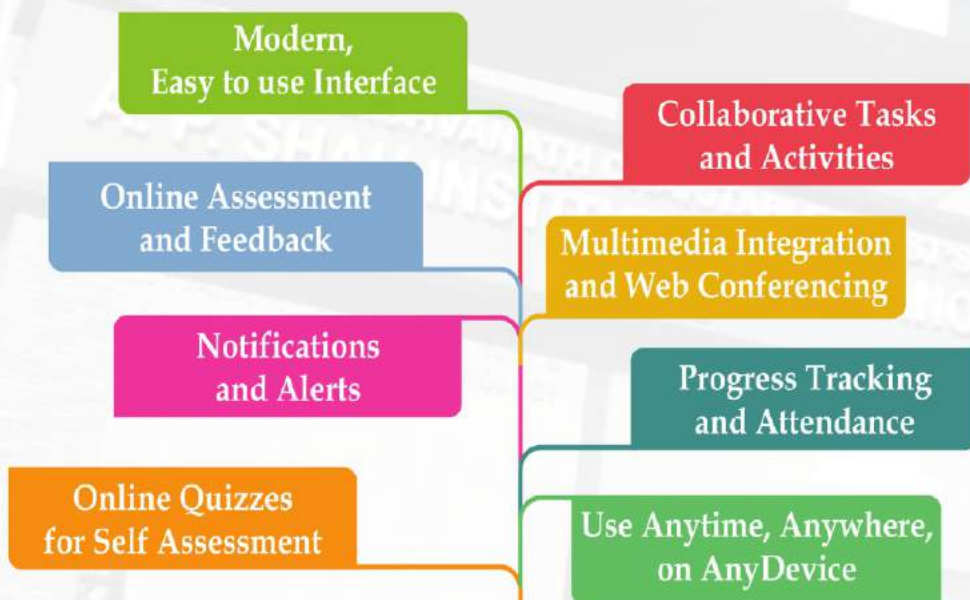 Modern,
Easy to use Interface
Collaborative Tasks
and Activities
Online Assessment
and Feedback
Multimedia Integration
and Web Conferencing
Notifications
and Alerts
Progress Tracking
and Attendance
Online Quizzes
for Self Assessment
Use Anytime, Anywhere,
on AnyDevice